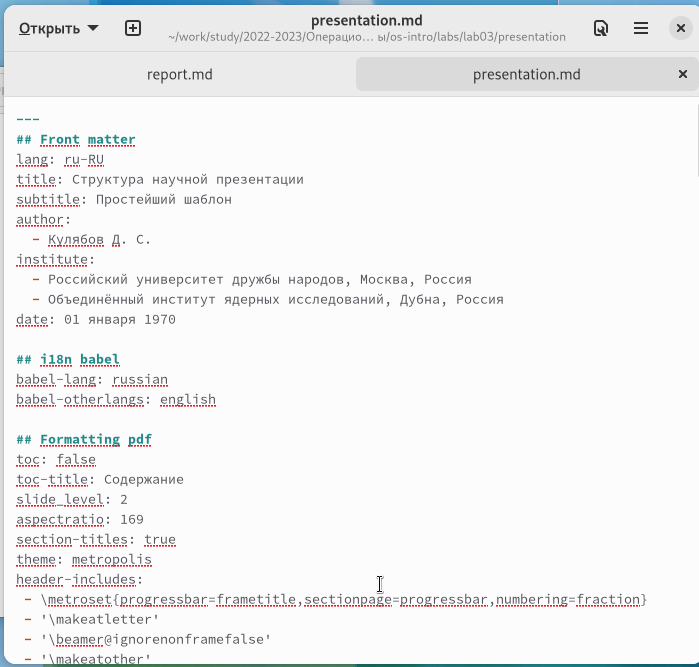 Открыть
presentation.md
~/work/study/2022-2023/Операцио… ы/os-intro/labs/lab03/presentation
report.md
presentation.md
---
## Front matter
lang: ru-RU
title: Структура научной презентации
subtitle: Простейший шаблон
author:
  - Кулябов Д. С.
institute:
  - Российский университет дружбы народов, Москва, Россия
  - Объединённый институт ядерных исследований, Дубна, Россия
date: 01 января 1970
## i18n babel
babel-lang: russian
babel-otherlangs: english
## Formatting pdf
toc: false
toc-title: Содержание
slide_level: 2
aspectratio: 169
section-titles: true
theme: metropolis
header-includes:
 - \metroset{progressbar=frametitle,sectionpage=progressbar,numbering=fraction}
 - '\makeatletter'
 - '\beamer@ignorenonframefalse'
 - '\makeatother'